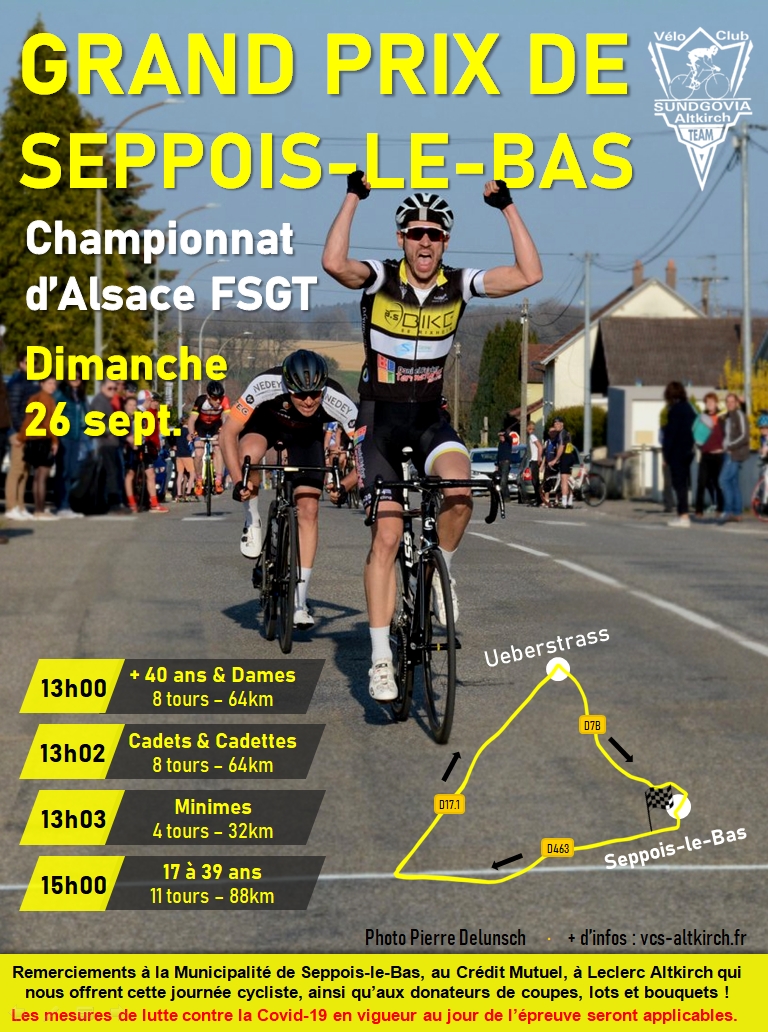 GRAND PRIX DE
SEPPOIS-LE-BAS
Vélo Club
SUNDGOVIA
Altkirch
TEAM
Championnat
d'Alsace FSGT
Dimanche
26 sept.
BIKE
NEDEY
NEDEY
13h00
+ 40 ans & Dames
8 tours – 64km
13h02
Cadets & Cadettes
8 tours – 64km
13h03
Minimes
4 tours – 32km
15h00
17 à 39 ans
11 tours – 88km
Ueberstrass
D7B
D17.1
D463
Seppois-le-Bas
Photo Pierre Delunsch · + d'infos : vcs-altkirch.fr
Remerciements à la Municipalité de Seppois-le-Bas, au Crédit Mutuel, à Leclerc Altkirch qui
nous offrent cette journée cycliste, ainsi qu'aux donateurs de coupes, lots et bouquets !
Les mesures de lutte contre la Covid-19 en vigueur au jour de l'épreuve seront applicables.